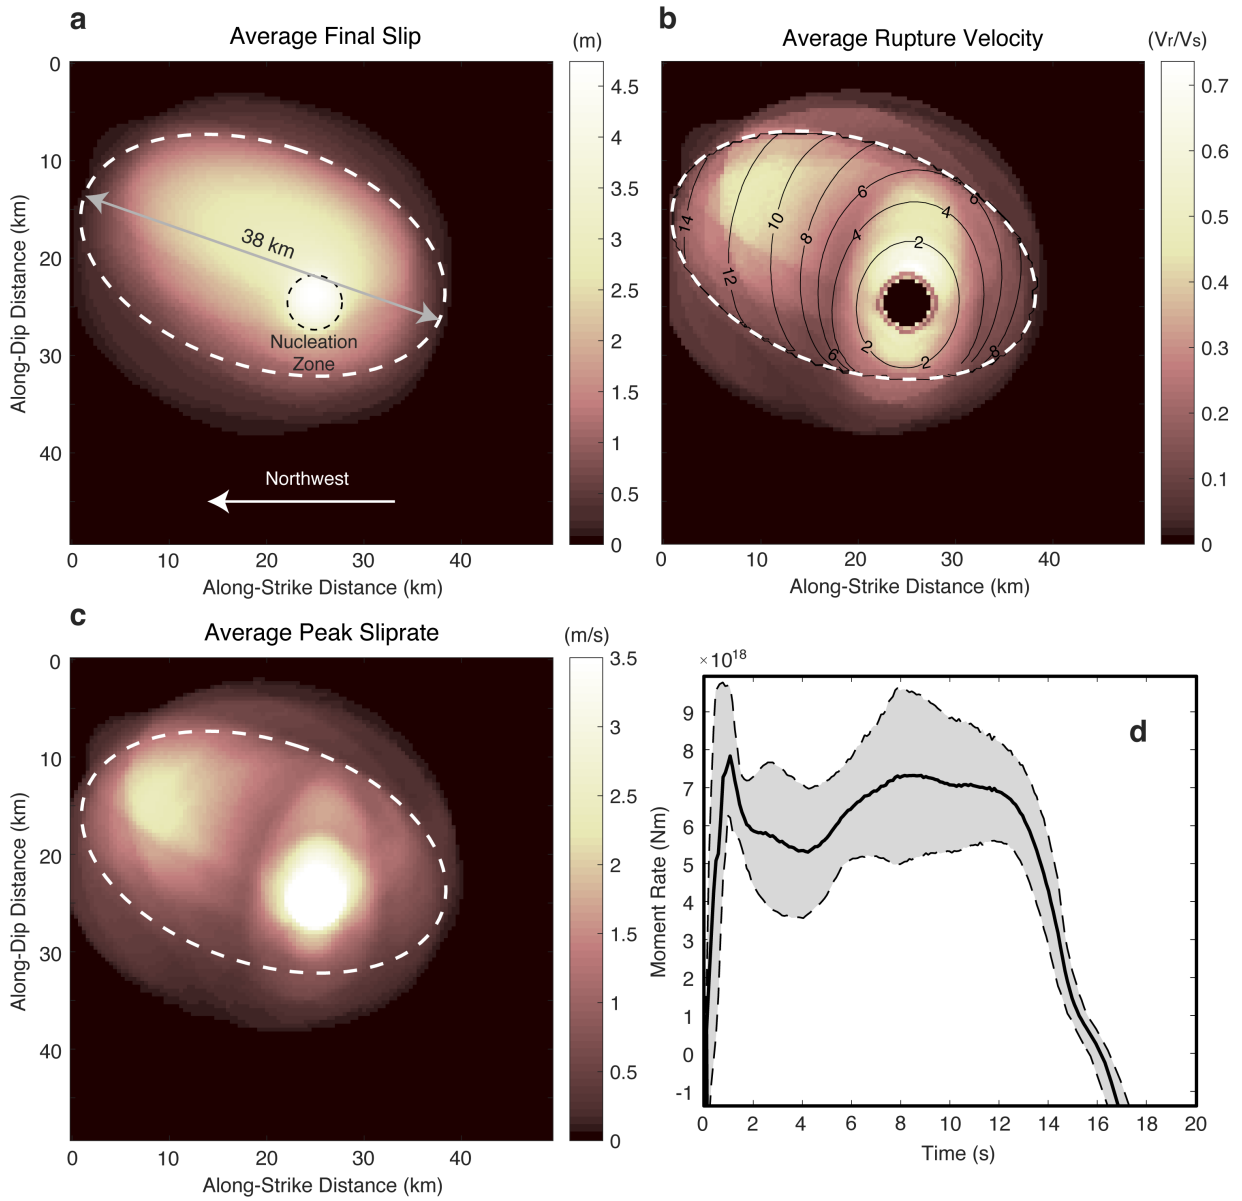 a
Average Final Slip
(m)
0
10
20
30
40
Along-Dip Distance (km)
38 km
Nucleation
Zone
Northwest
0 10 20 30 40
Along-Strike Distance (km)
4.5
4
3.5
3
2.5
2
1.5
1
0.5
0
b
Average Rupture Velocity
(Vr/Vs)
14
12
10
8
6
4
2
4
6
2
2
6
8
0 10 20 30 40
Along-Strike Distance (km)
0.7
0.6
0.5
0.4
0.3
0.2
0.1
0
c
Average Peak Sliprate
(m/s)
0
10
20
30
40
Along-Dip Distance (km)
0 10 20 30 40
Along-Strike Distance (km)
3.5
3
2.5
2
1.5
1
0.5
0
×10¹⁸
d
9
8
7
6
5
4
3
2
1
0
-1
Moment Rate (Nm)
0 2 4 6 8 10 12 14 16 18 20
Time (s)